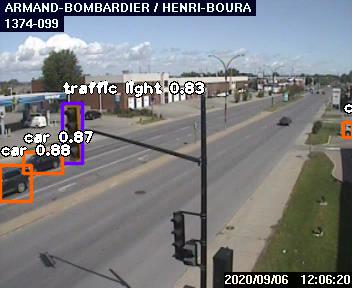 ARMAND-BOMBARDIER / HENRI-BOURA
1374-099
traffic light 0.83
c
car 0.87
car 0.88
2020/09/06 12:06:20